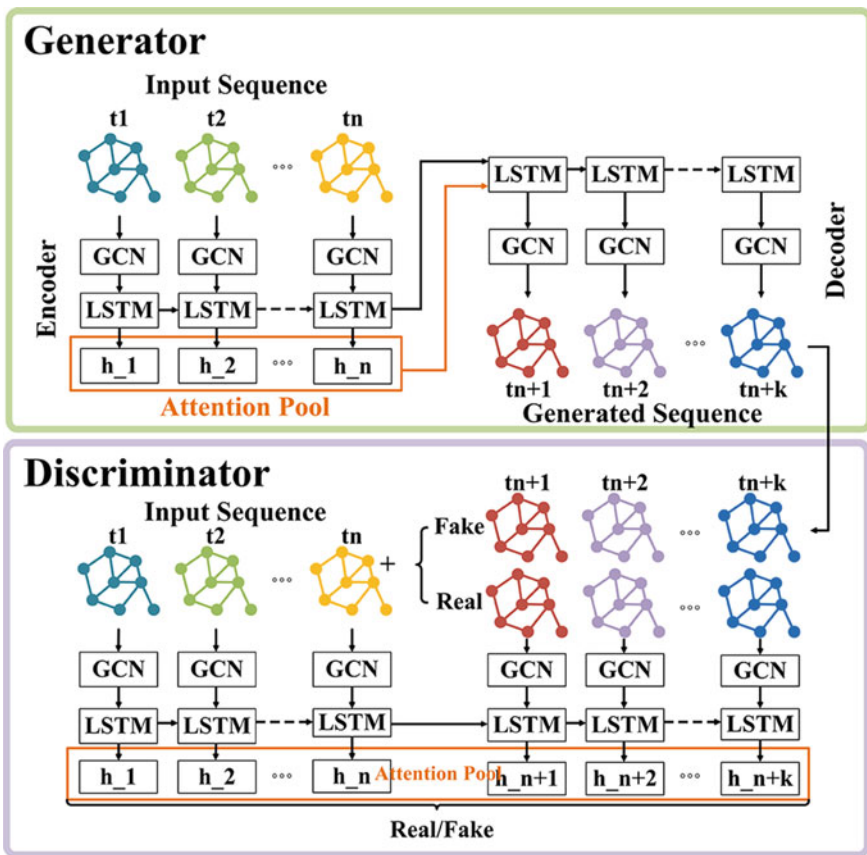 Generator
Input Sequence
t1 t2 tn
LSTM LSTM LSTM
Encoder
GCN GCN GCN
GCN GCN GCN
Decoder
LSTM LSTM LSTM
h_1 h_2 h_n
Attention Pool
tn+1 tn+2 tn+k
Generated Sequence
Discriminator
Input Sequence
t1 t2 tn
+
Fake
Real
tn+1 tn+2 tn+k
GCN GCN GCN GCN GCN GCN
LSTM LSTM LSTM LSTM LSTM LSTM
h_1 h_2 h_n Attention Pool h_n+1 h_n+2 h_n+k
Real/Fake